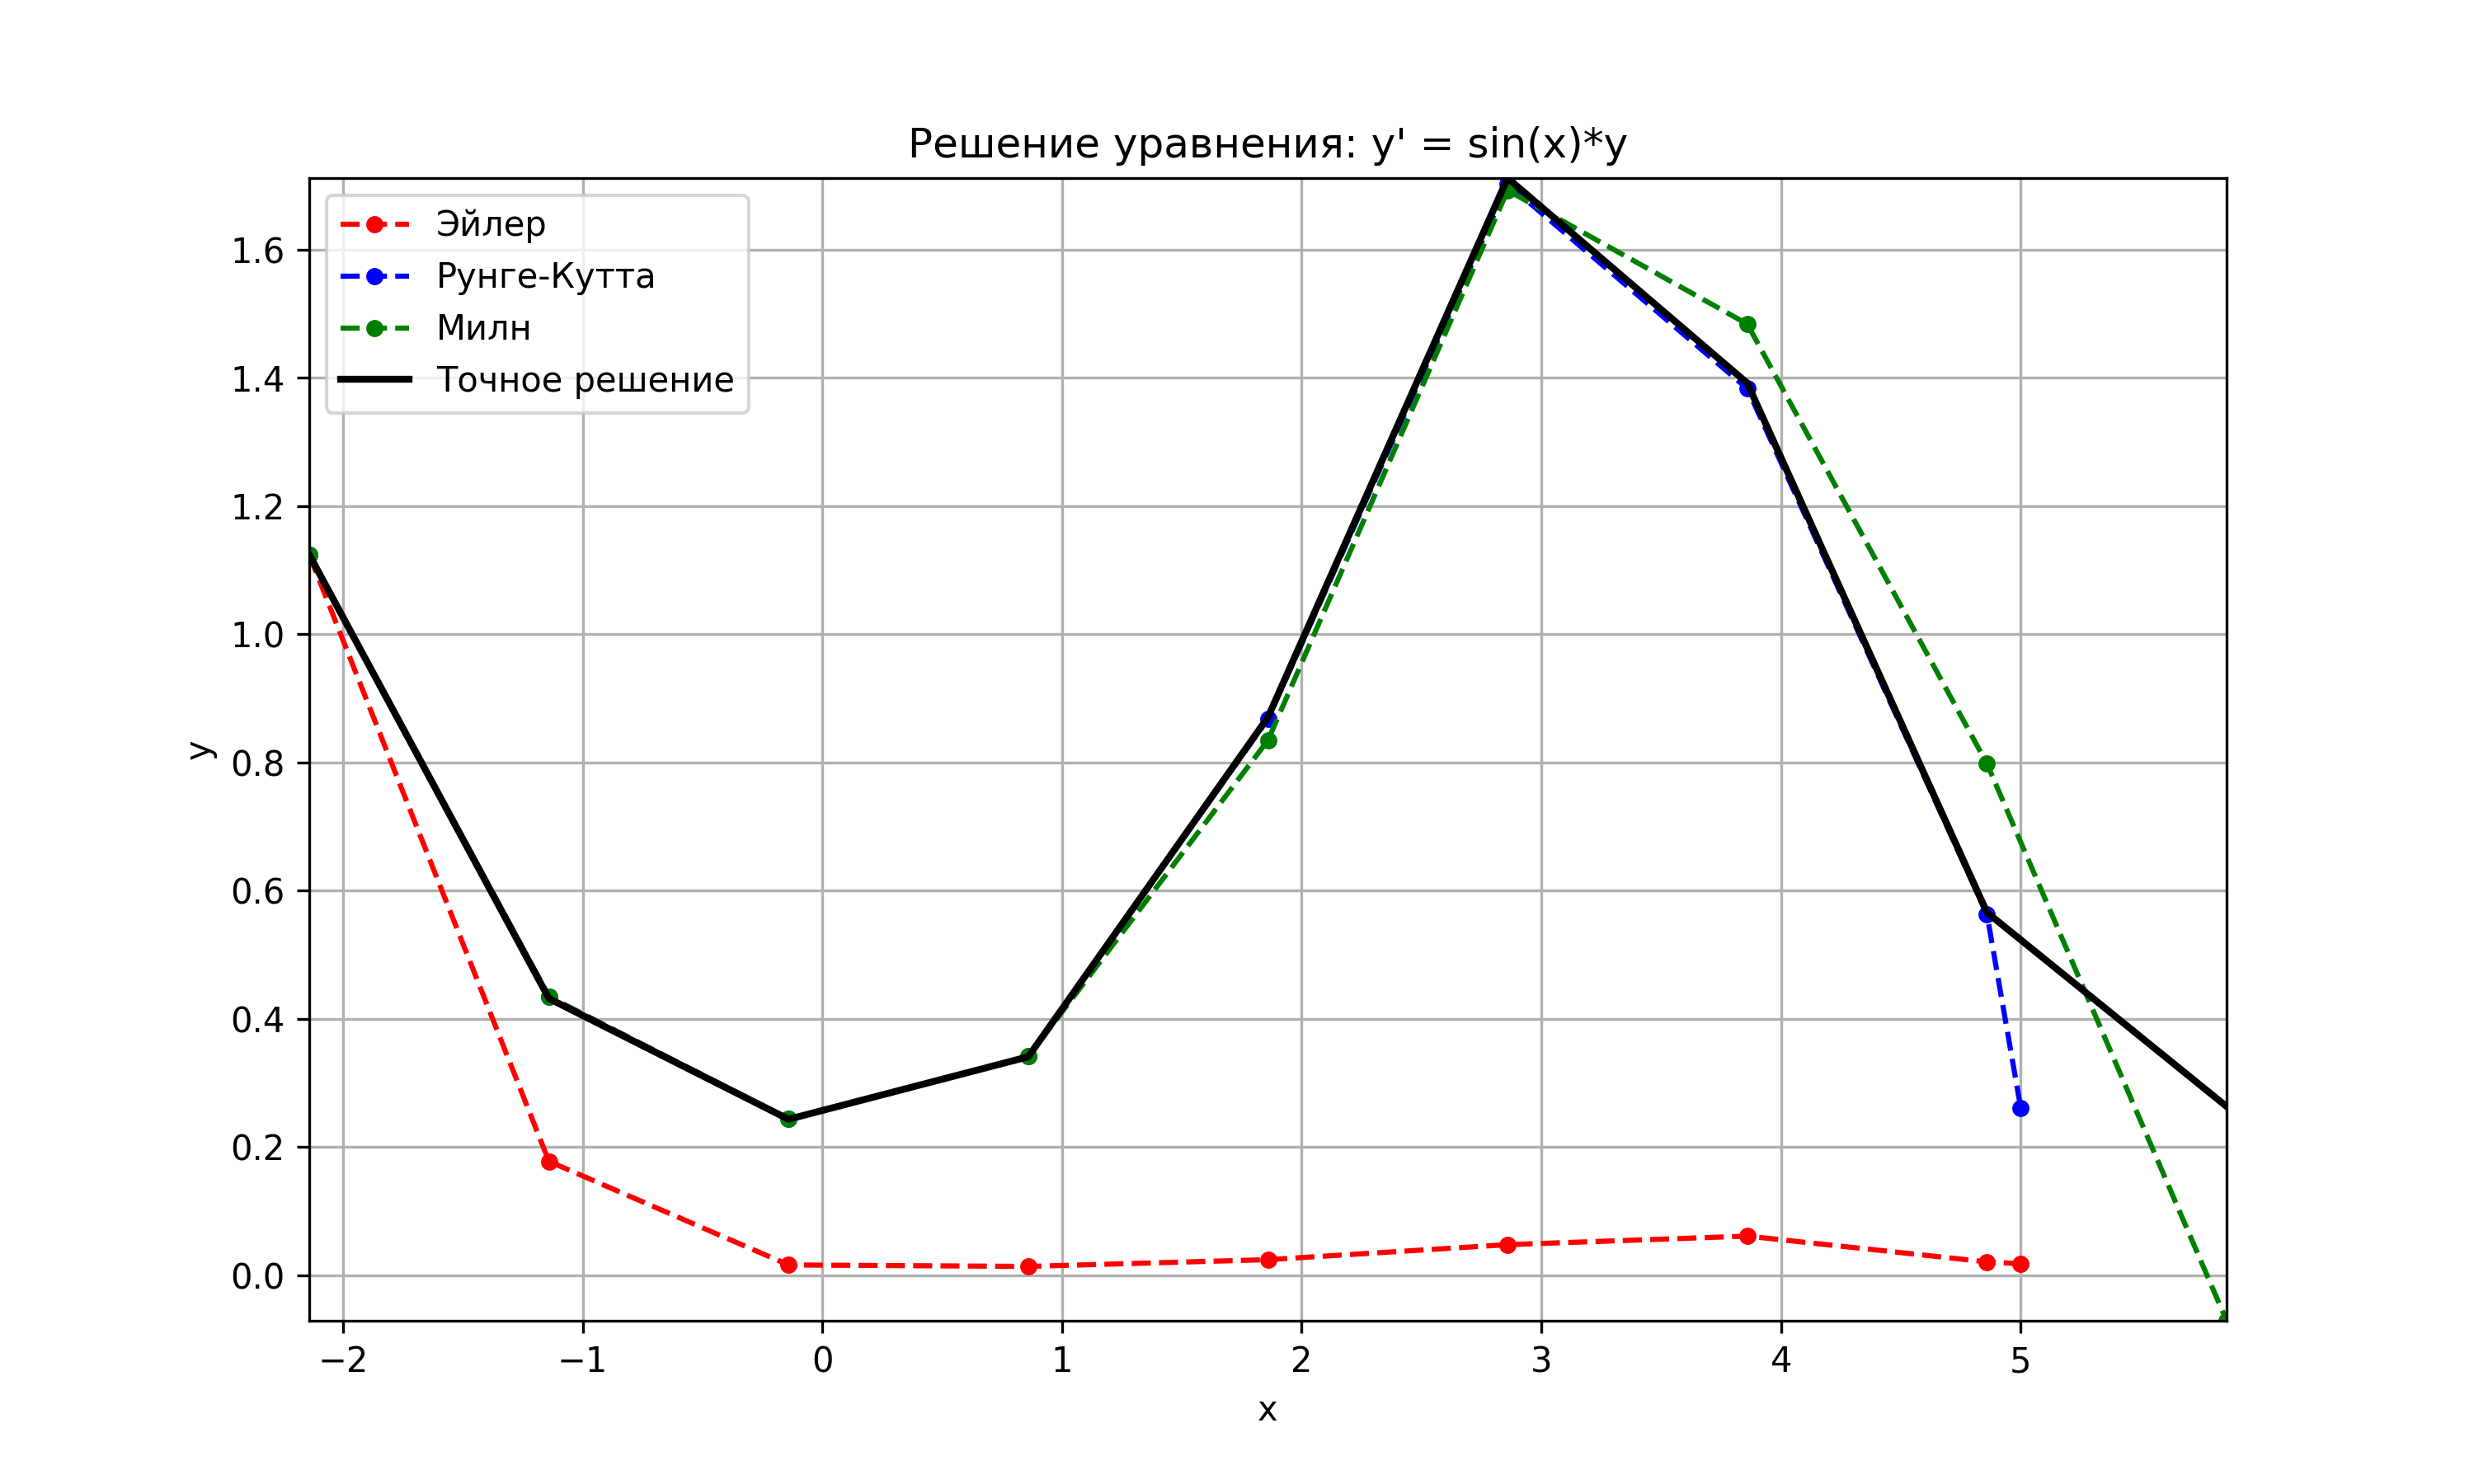 Решение уравнения: y' = sin(x)*y
Эйлер
Рунге-Кутта
Милн
Точное решение
1.6
1.4
1.2
1.0
0.8
0.6
0.4
0.2
0.0
y
−2 −1 0 1 2 3 4 5
x